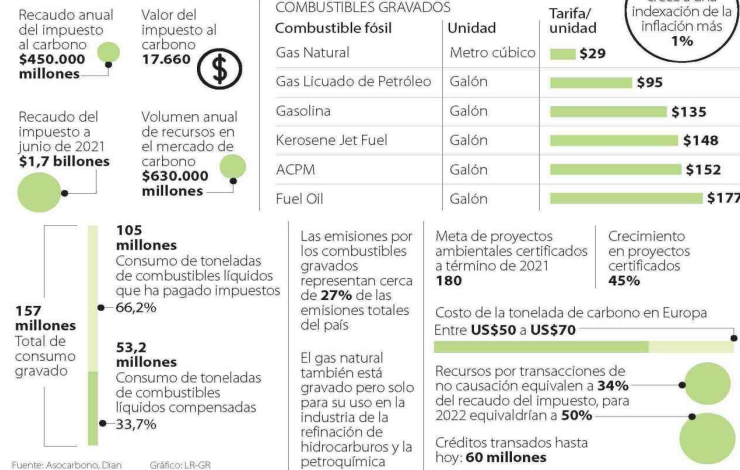 Recaudo anual
del impuesto
al carbono
$450.000
millones
Valor del
impuesto al
carbono
17.660
$
Recaudo del
impuesto a
junio de 2021
$1,7 billones
Volumen anual
de recursos en
el mercado de
carbono
$630.000
millones
COMBUSTIBLES GRAVADOS
Combustible fósil
Unidad
Tarifa/
unidad
indexación de la
inflación más
1%
Gas Natural Metro cúbico $29
Gas Licuado de Petróleo Galón $95
Gasolina Galón $135
Kerosene Jet Fuel Galón $148
ACPM Galón $152
Fuel Oil Galón $177
157
millones
Total de
consumo
gravado
105
millones
Consumo de toneladas
de combustibles líquidos
que ha pagado impuestos
66,2%
53,2
millones
Consumo de toneladas
de combustibles
líquidos compensadas
33,7%
Las emisiones por
los combustibles
gravados
representan cerca
de 27% de las
emisiones totales
del país
El gas natural
también está
gravado pero solo
para su uso en la
industria de la
refinación de
hidrocarburos y la
petroquímica
Meta de proyectos
ambientales certificados
a término de 2021
180
Crecimiento
en proyectos
certificados
45%
Costo de la tonelada de carbono en Europa
Entre US$50 a US$70
Recursos por transacciones de
no causación equivalen a 34%
del recaudo del impuesto, para
2022 equivaldrían a 50%
Créditos transados hasta
hoy: 60 millones
Fuente: Asocarbono, Dian Gráfico: LR-GR